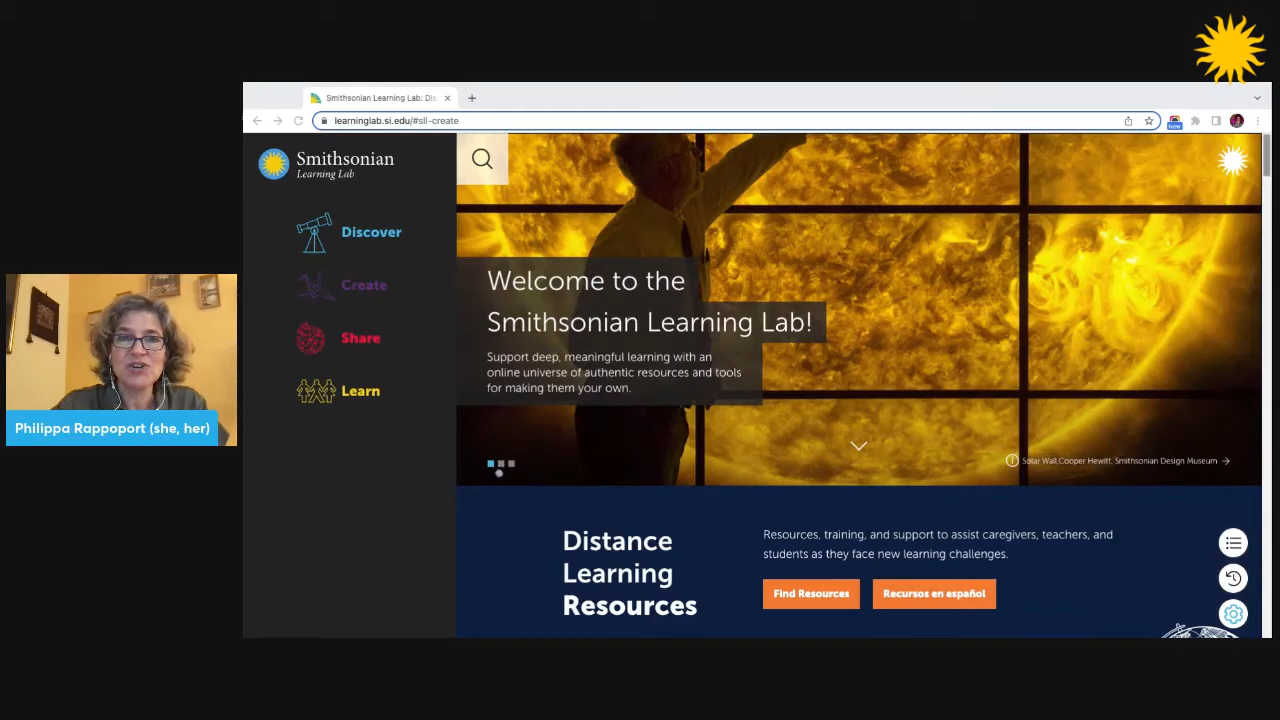 Smithsonian Learning Lab: Dis
learninglab.si.edu/#sll-create
New
Smithsonian
Learning Lab
Discover
Create
Share
Learn
Welcome to the
Smithsonian Learning Lab!
Support deep, meaningful learning with an
online universe of authentic resources and tools
for making them your own.
Solar Wall,Cooper Hewitt, Smithsonian Design Museum
Philippa Rappoport (she, her)
Distance
Learning
Resources
Resources, training, and support to assist caregivers, teachers, and
students as they face new learning challenges.
Find Resources
Recursos en español